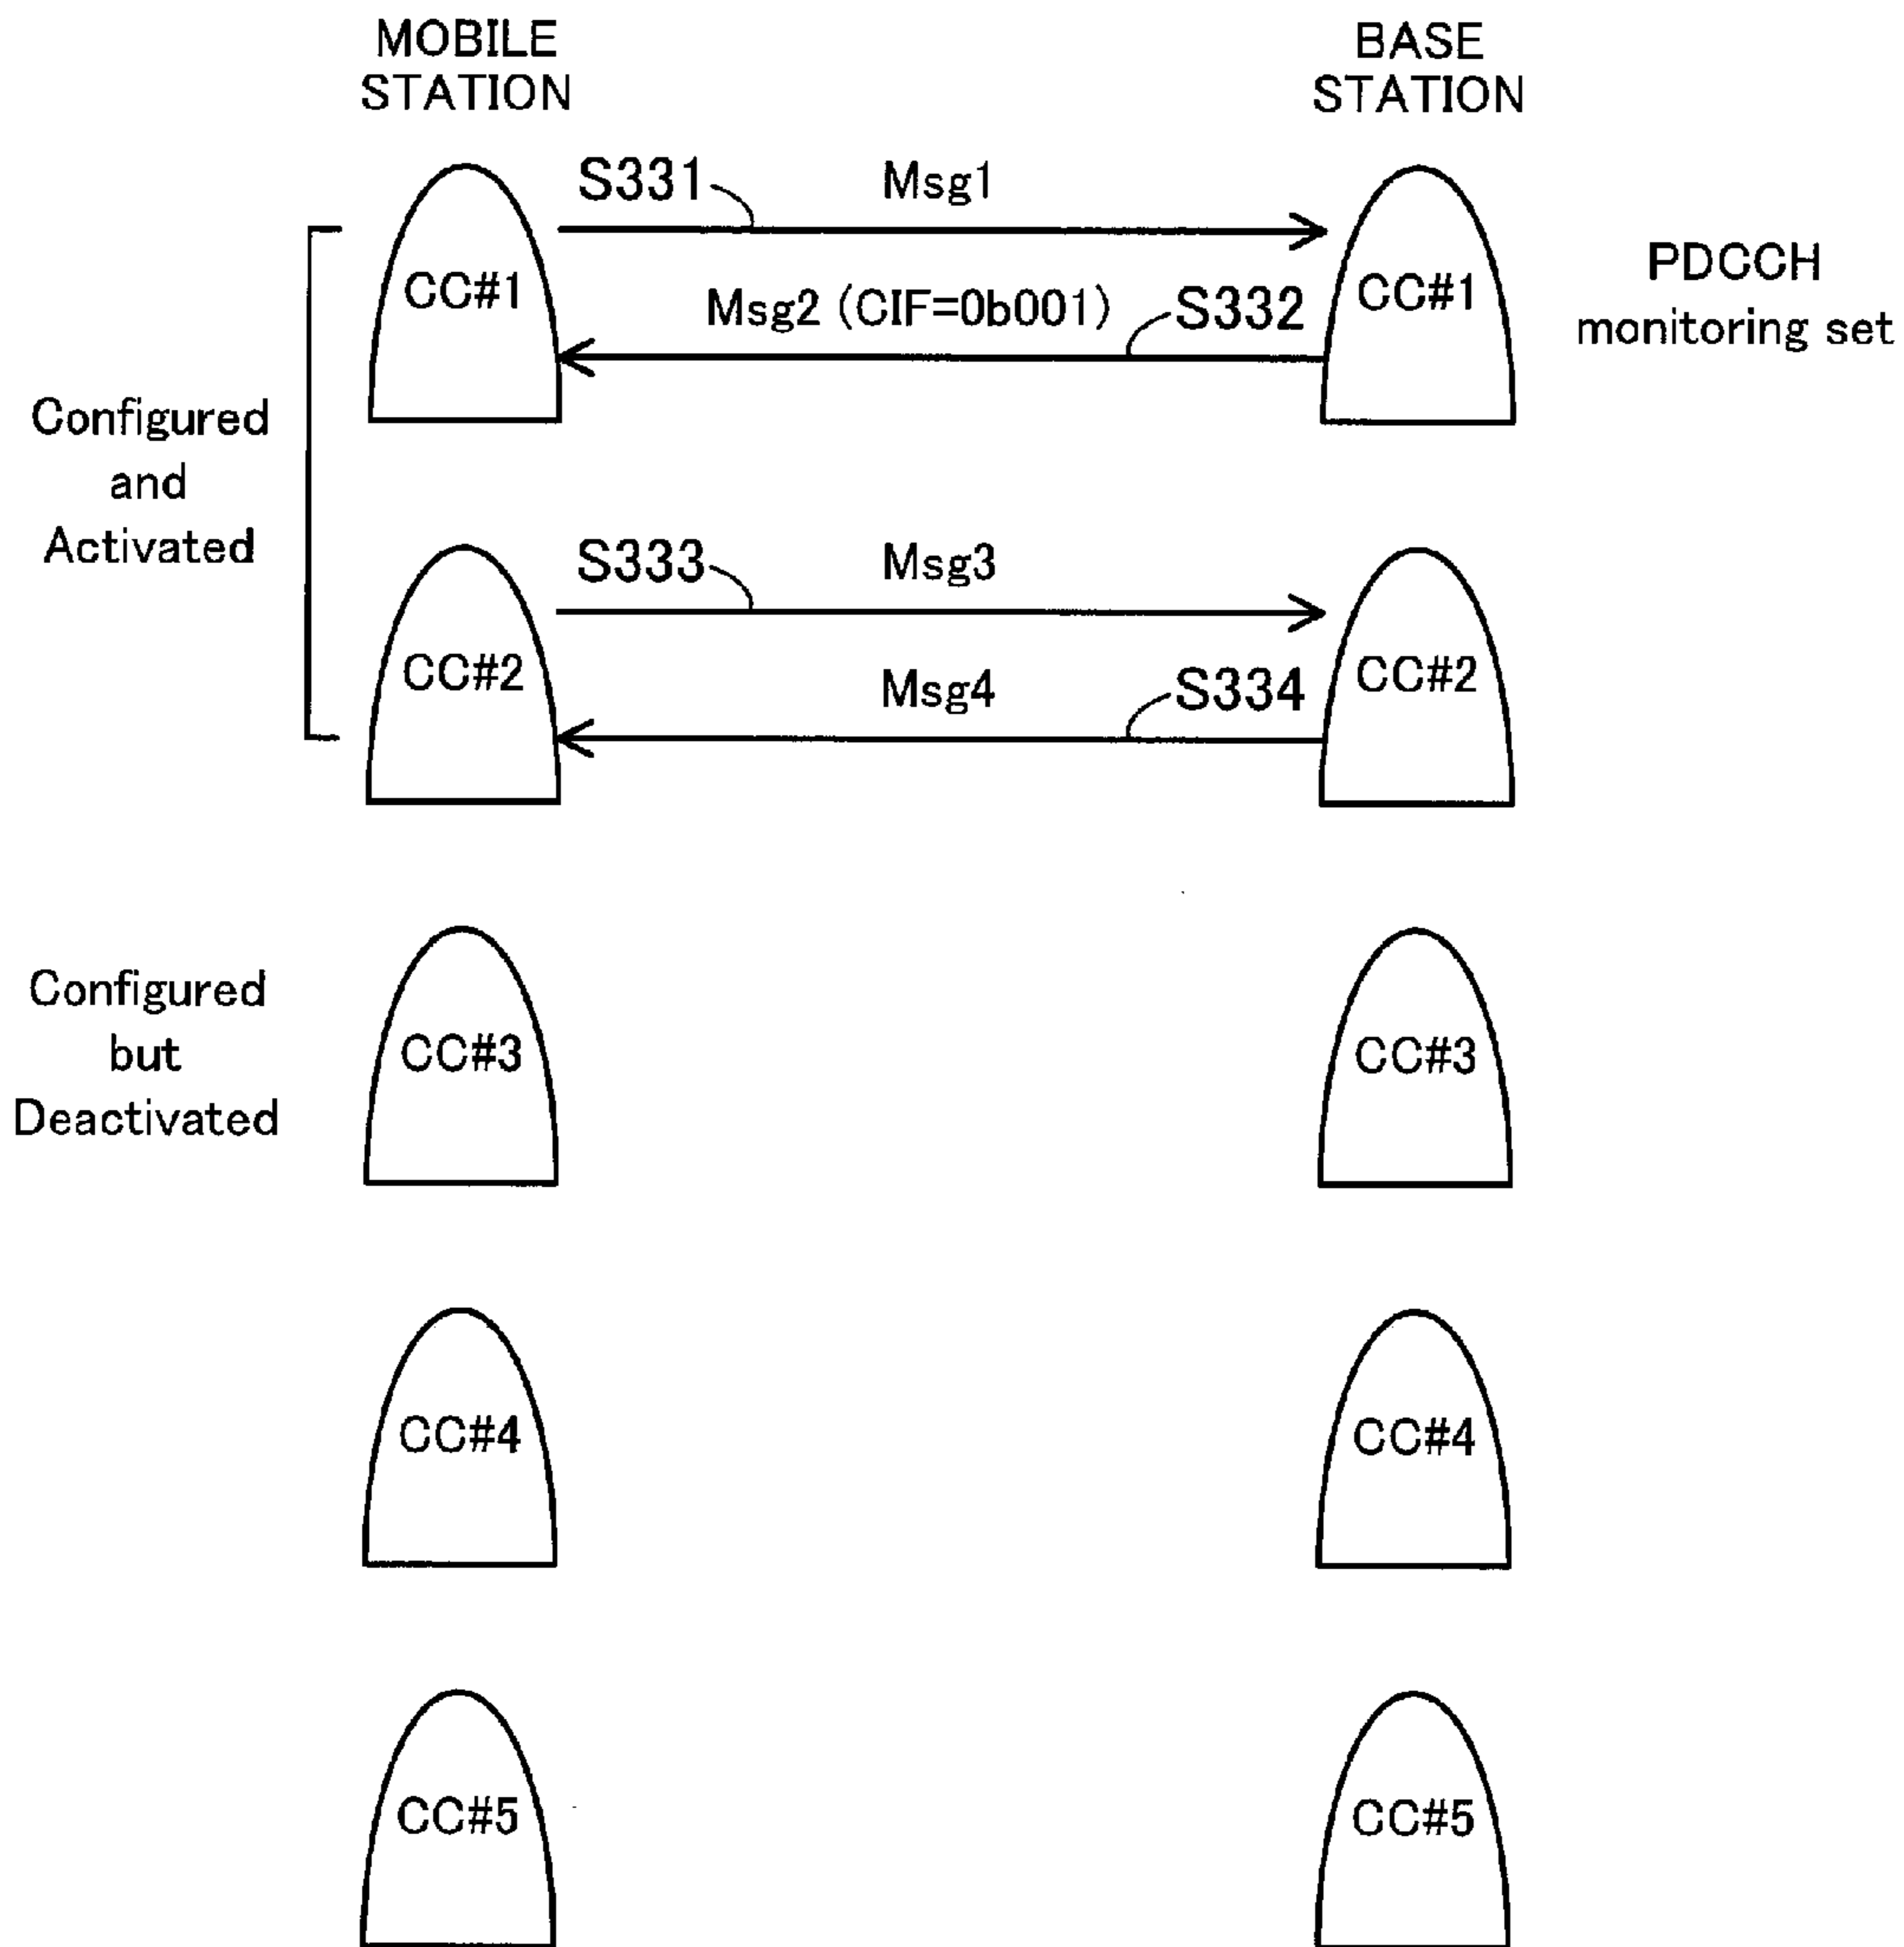 MOBILE
STATION
BASE
STATION
S331
Msg1
CC#1
Msg2 (CIF=0b001)
S332
CC#1
PDCCH
monitoring set
Configured
and
Activated
S333
Msg3
CC#2
Msg4
S334
CC#2
Configured
but
Deactivated
CC#3
CC#3
CC#4
CC#4
CC#5
CC#5